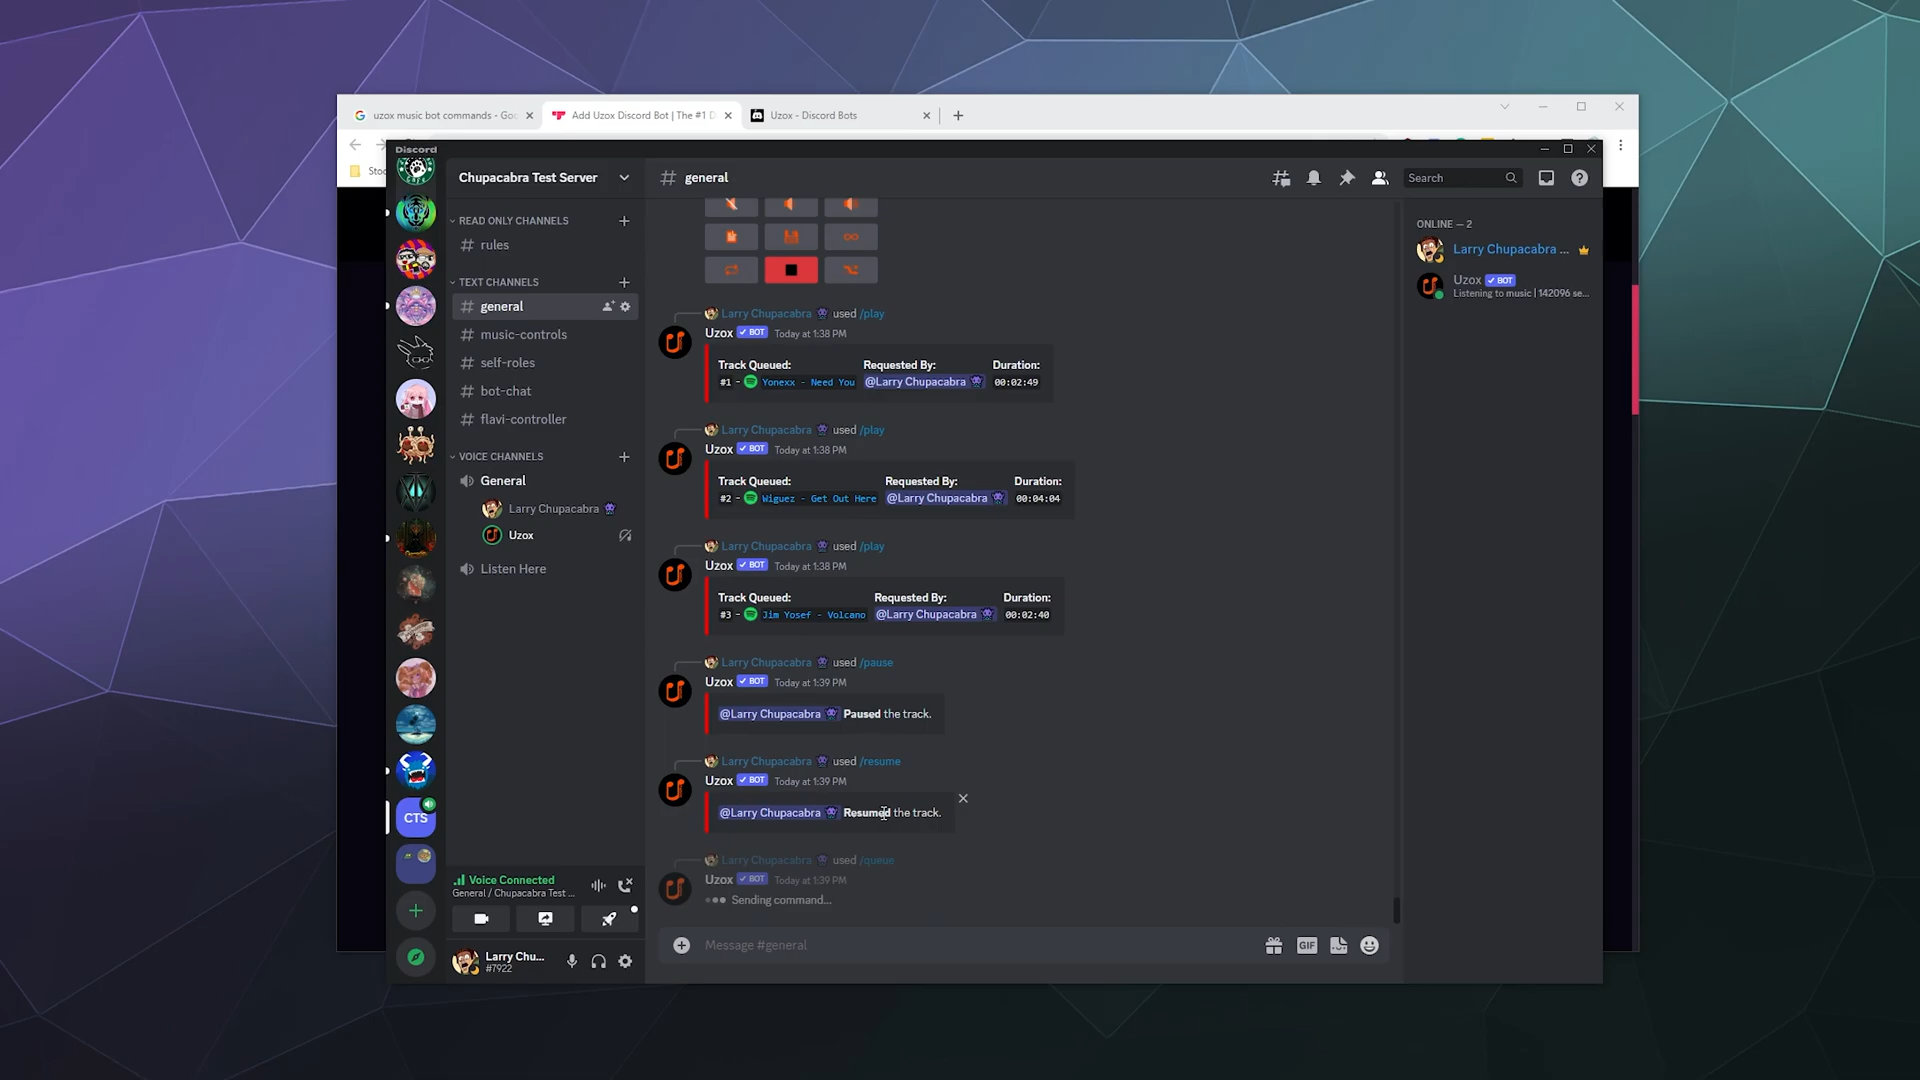 uzox music bot commands - Goo
Add Uzox Discord Bot | The #1 D
Uzox - Discord Bots
Stoc
Discord
Chupacabra Test Server
general
Search
READ ONLY CHANNELS
rules
TEXT CHANNELS
general
music-controls
self-roles
bot-chat
flavi-controller
VOICE CHANNELS
General
Larry Chupacabra
Uzox
Listen Here
CTS
Voice Connected
General / Chupacabra Test ...
Larry Chu...
#7922
Larry Chupacabra used /play
Uzox BOT Today at 1:38 PM
Track Queued: Requested By: Duration:
#1 - Yonexx - Need You @Larry Chupacabra 00:02:49
Larry Chupacabra used /play
Uzox BOT Today at 1:38 PM
Track Queued: Requested By: Duration:
#2 - Wiguez - Get Out Here @Larry Chupacabra 00:04:04
Larry Chupacabra used /play
Uzox BOT Today at 1:38 PM
Track Queued: Requested By: Duration:
#3 - Jim Yosef - Volcano @Larry Chupacabra 00:02:40
Larry Chupacabra used /pause
Uzox BOT Today at 1:39 PM
@Larry Chupacabra Paused the track.
Larry Chupacabra used /resume
Uzox BOT Today at 1:39 PM
@Larry Chupacabra Resumed the track.
Larry Chupacabra used /queue
Uzox BOT Today at 1:39 PM
Sending command...
Message #general
GIF
ONLINE — 2
Larry Chupacabra ...
Uzox BOT
Listening to music | 142096 se...